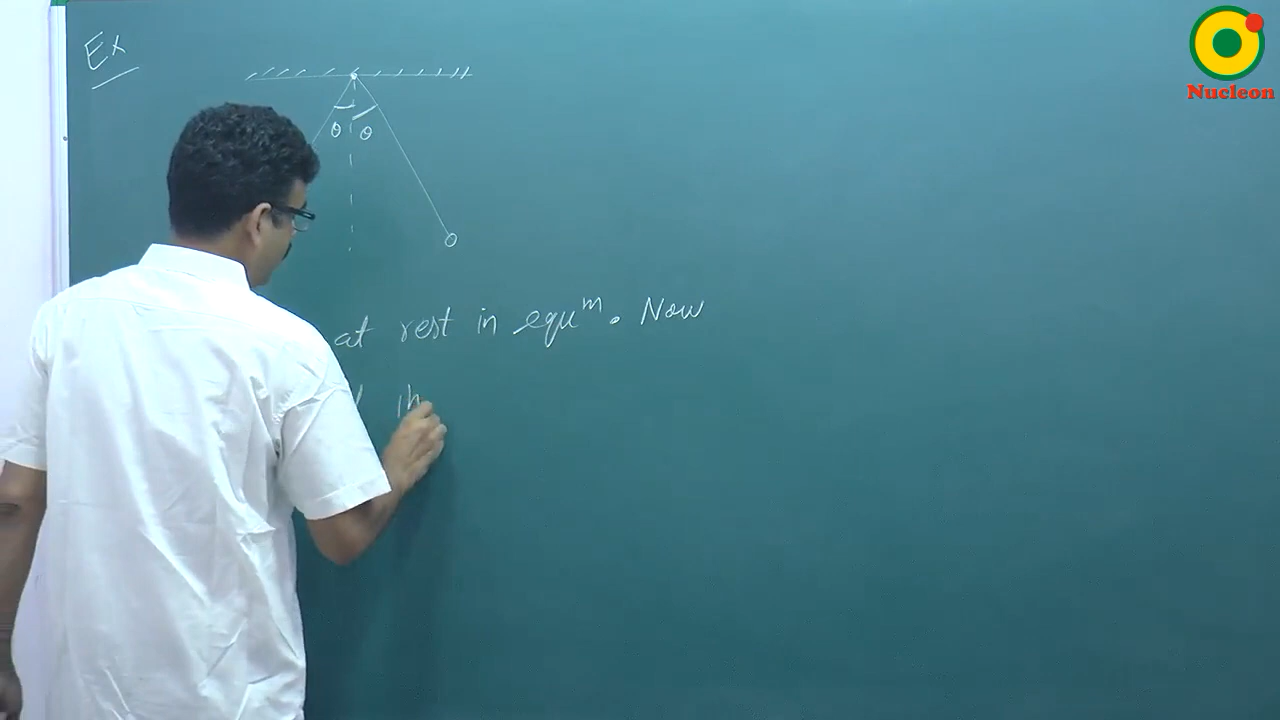 Ex
θ θ
at rest in equm. Now
Nucleon